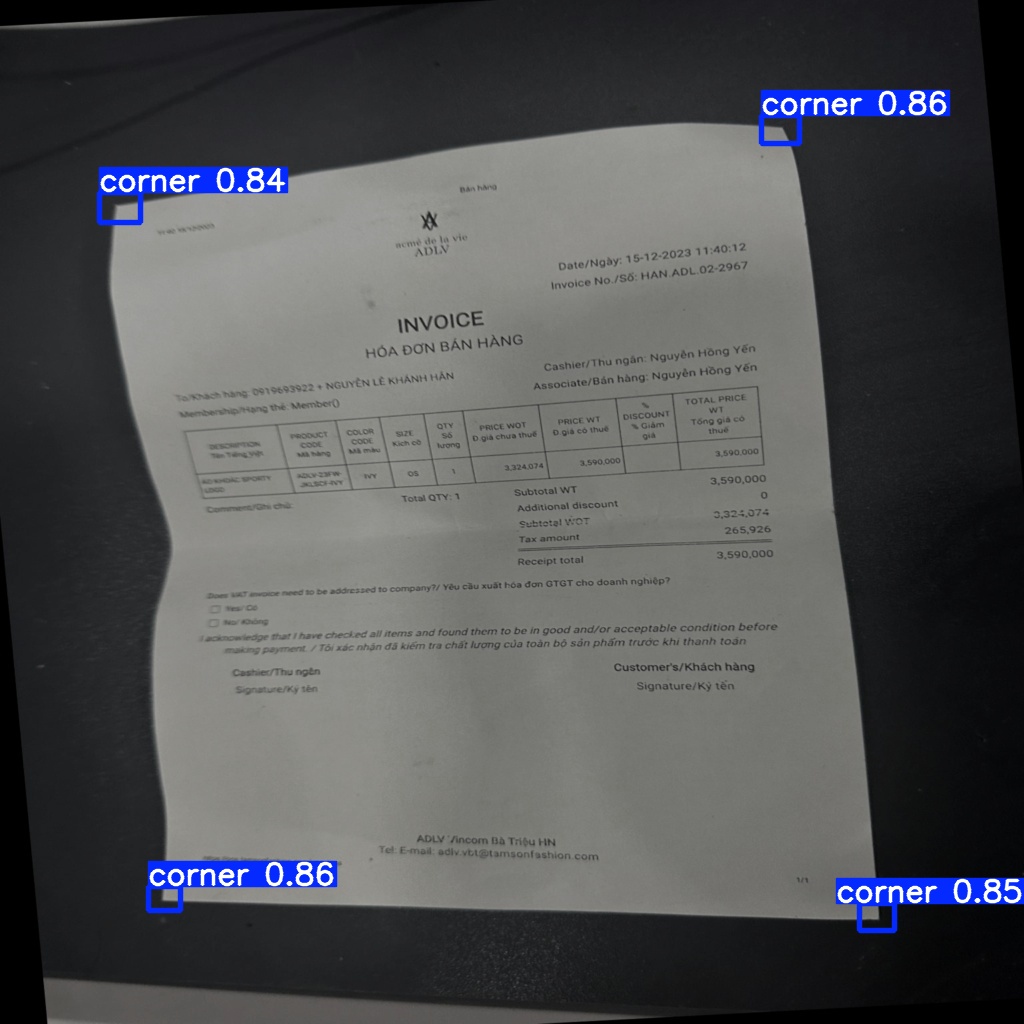 corner 0.86
corner 0.84
Bán hàng
acmé de la vie
ADLV
Date/Ngày: 15-12-2023 11:40:12
Invoice No./Số: HAN.ADL.02-2967
INVOICE
HÓA ĐƠN BÁN HÀNG
Cashier/Thu ngân: Nguyễn Hồng Yến
To/Khách hàng: 0919693922 + NGUYỄN LÊ KHÁNH HÂN
Associate/Bán hàng: Nguyễn Hồng Yến
Membership/Hạng thẻ: Member()
DESCRIPTION Tên Tiếng Việt PRODUCT CODE Mã hàng COLOR CODE Mã màu SIZE Kích cỡ QTY Số lượng PRICE WOT Đ.giá chưa thuế PRICE WT Đ.giá có thuế % DISCOUNT % Giảm giá TOTAL PRICE WT Tổng giá có thuế
SPORTY IVY OS 1 3,324,074 3,590,000 3,590,000
Comment/Ghi chú: Total QTY: 1 Subtotal WT 3,590,000
Additional discount 0
Subtotal WOT 3,324,074
Tax amount 265,926
Receipt total 3,590,000
Does VAT invoice need to be addressed to company?/ Yêu cầu xuất hóa đơn GTGT cho doanh nghiệp?
Yes/ Có
No/ Không
I acknowledge that I have checked all items and found them to be in good and/or acceptable condition before
making payment. / Tôi xác nhận đã kiểm tra chất lượng của toàn bộ sản phẩm trước khi thanh toán
Cashier/Thu ngân Customer's/Khách hàng
Signature/Ký tên Signature/Ký tên
ADLV Vincom Bà Triệu HN
Tel: E-mail: adlv.vbt@tamsonfashion.com
corner 0.86
1/1
corner 0.85